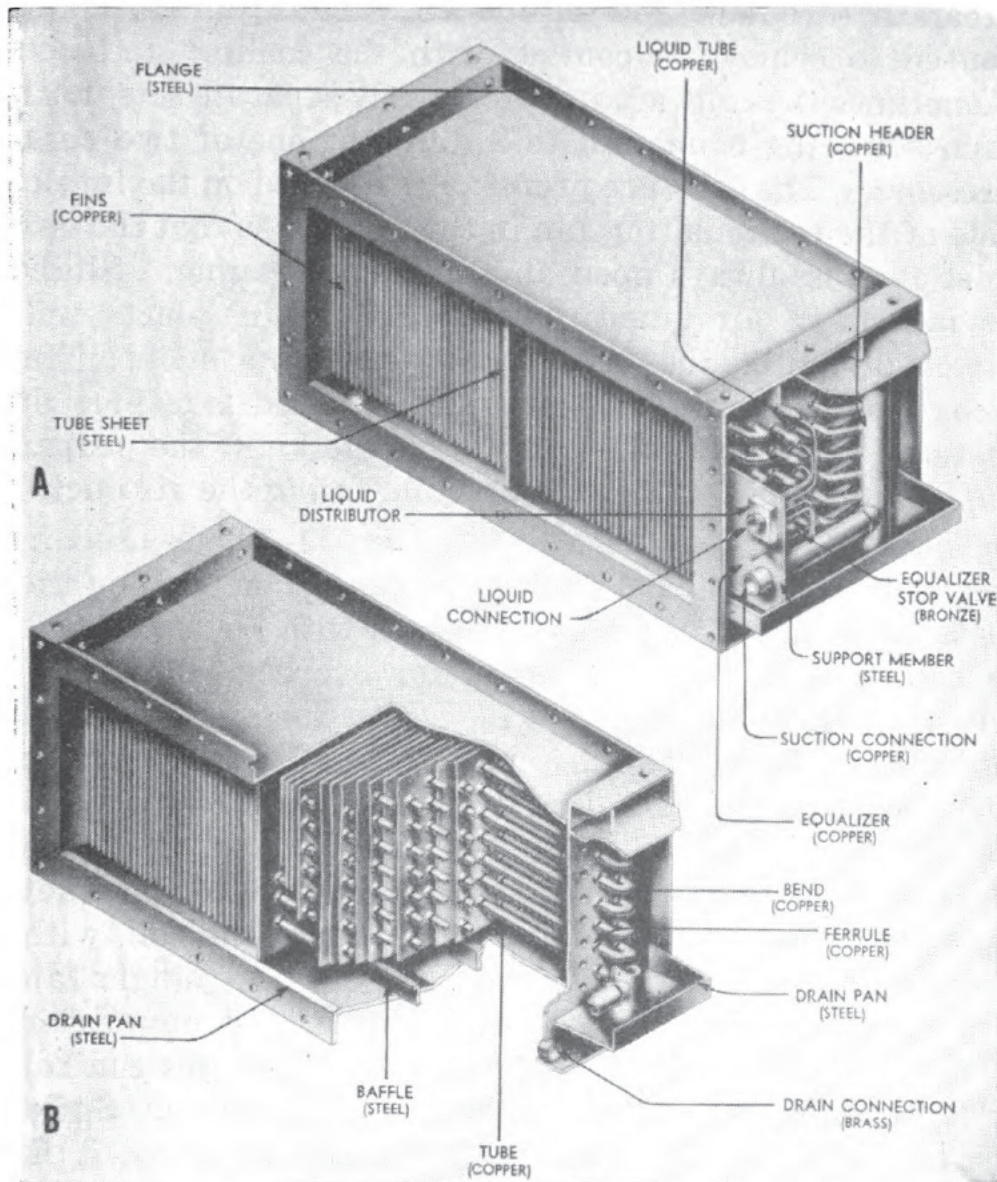 FLANGE
(STEEL)
LIQUID TUBE
(COPPER)
SUCTION HEADER
(COPPER)
FINS
(COPPER)
TUBE SHEET
(STEEL)
A
LIQUID
DISTRIBUTOR
LIQUID
CONNECTION
EQUALIZER
STOP VALVE
(BRONZE)
SUPPORT MEMBER
(STEEL)
SUCTION CONNECTION
(COPPER)
EQUALIZER
(COPPER)
BEND
(COPPER)
FERRULE
(COPPER)
DRAIN PAN
(STEEL)
DRAIN PAN
(STEEL)
BAFFLE
(STEEL)
B
DRAIN CONNECTION
(BRASS)
TUBE
(COPPER)